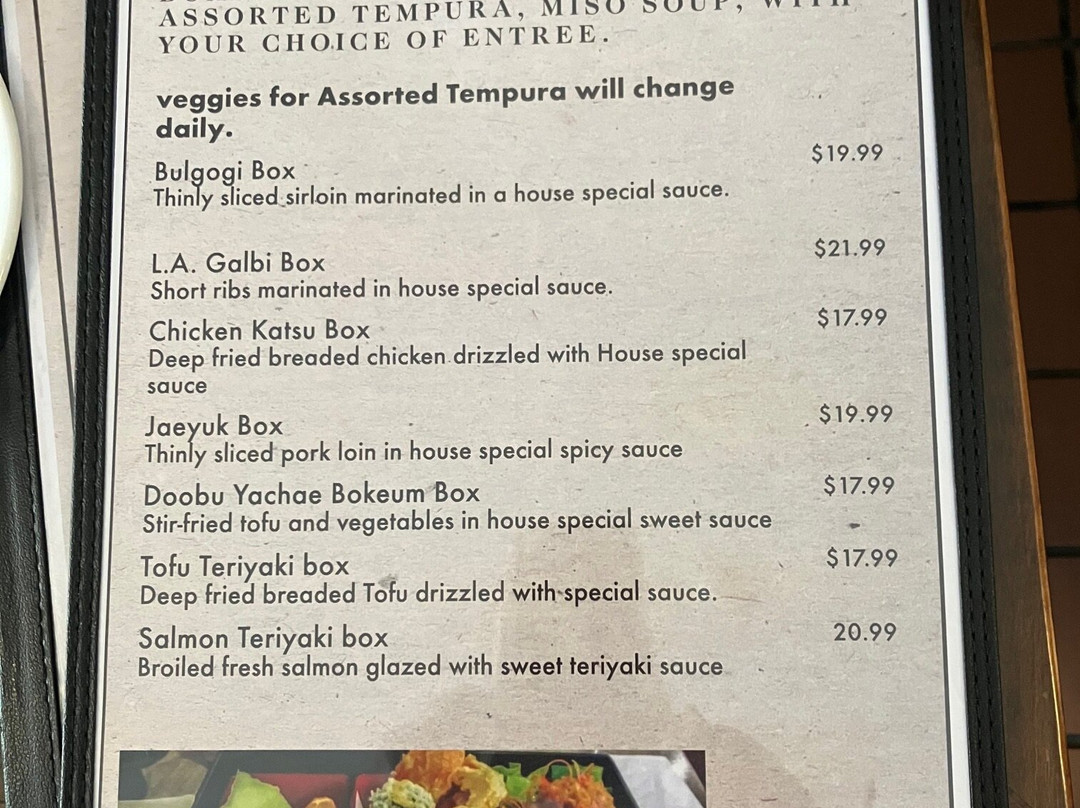 ASSORTED TEMPURA, MISO SOUP, WITH
YOUR CHOICE OF ENTREE.
veggies for Assorted Tempura will change
daily.
Bulgogi Box $19.99
Thinly sliced sirloin marinated in a house special sauce.
L.A. Galbi Box $21.99
Short ribs marinated in house special sauce.
Chicken Katsu Box $17.99
Deep fried breaded chicken drizzled with House special
sauce
Jaeyuk Box $19.99
Thinly sliced pork loin in house special spicy sauce
Doobu Yachae Bokeum Box $17.99
Stir-fried tofu and vegetables in house special sweet sauce
Tofu Teriyaki box $17.99
Deep fried breaded Tofu drizzled with special sauce.
Salmon Teriyaki box 20.99
Broiled fresh salmon glazed with sweet teriyaki sauce